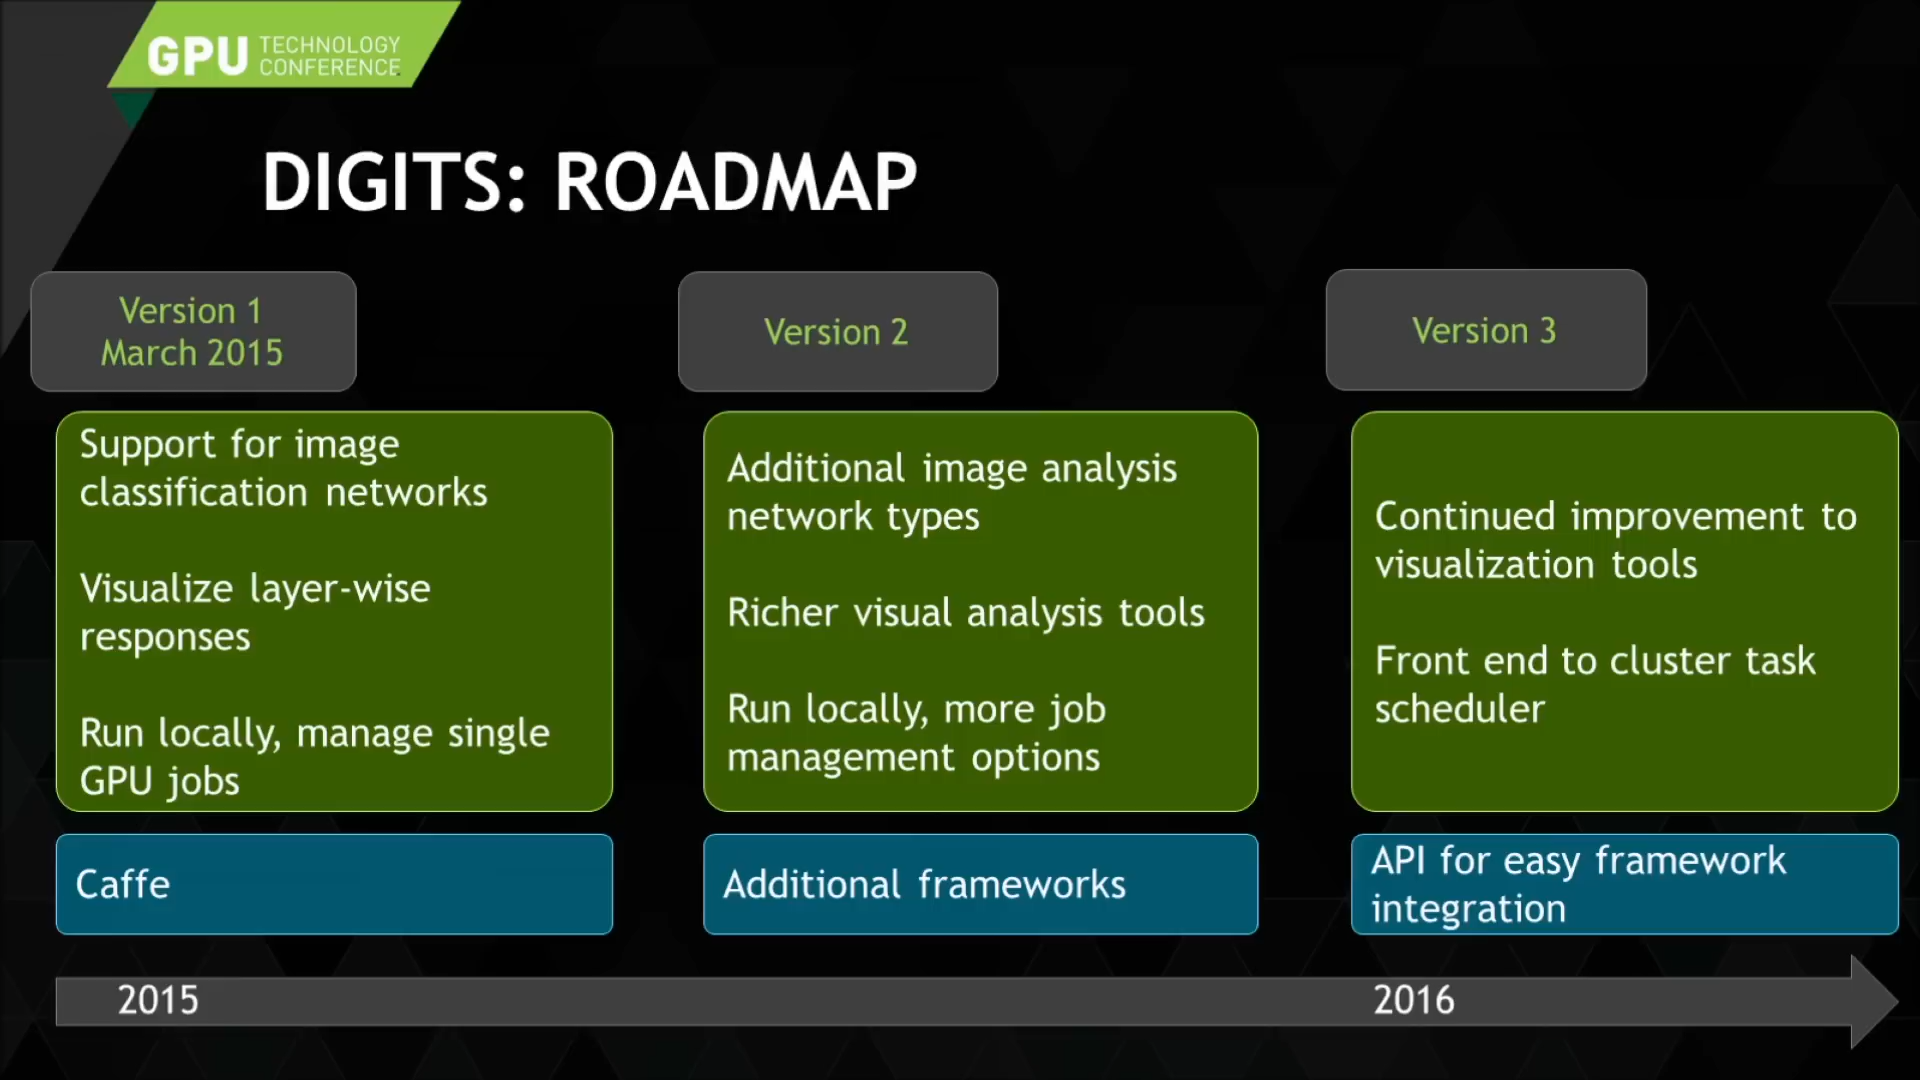 GPU TECHNOLOGY
CONFERENCE
DIGITS: ROADMAP
Version 1
March 2015
Support for image
classification networks
Visualize layer-wise
responses
Run locally, manage single
GPU jobs
Caffe
Version 2
Additional image analysis
network types
Richer visual analysis tools
Run locally, more job
management options
Additional frameworks
Version 3
Continued improvement to
visualization tools
Front end to cluster task
scheduler
API for easy framework
integration
2015
2016